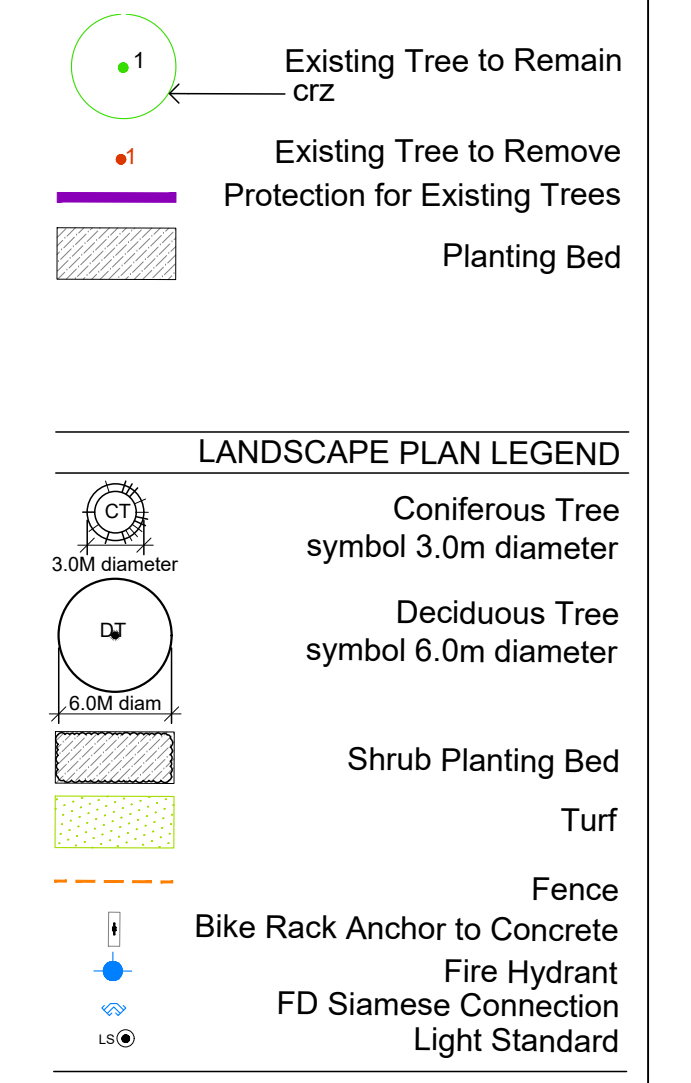 1
Existing Tree to Remain
crz
1
Existing Tree to Remove
Protection for Existing Trees
Planting Bed
LANDSCAPE PLAN LEGEND
CT
3.0M diameter
Coniferous Tree
symbol 3.0m diameter
DT
6.0M diam
Deciduous Tree
symbol 6.0m diameter
Shrub Planting Bed
Turf
Fence
Bike Rack Anchor to Concrete
Fire Hydrant
FD Siamese Connection
LS
Light Standard